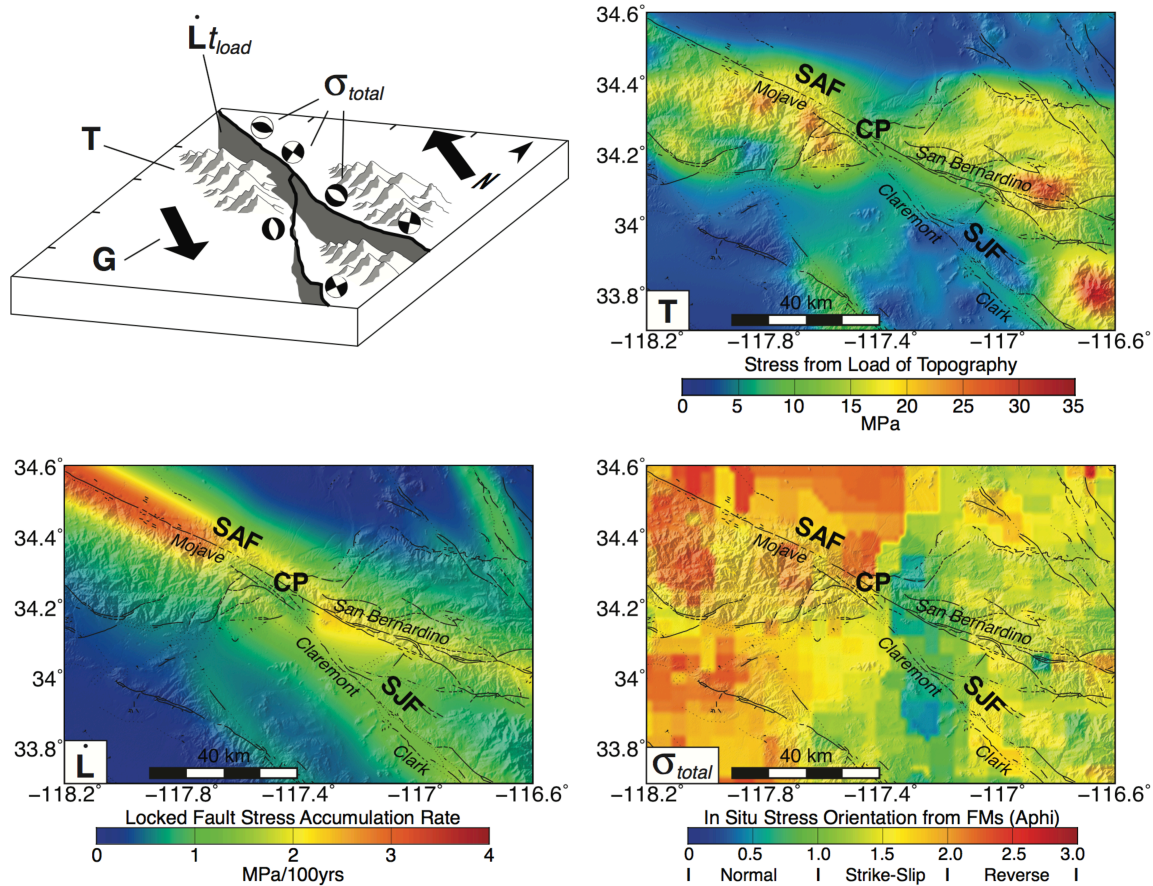 L̇t_load
σ_total
T
G
N
34.6°
34.4°
34.2°
34°
33.8°
SAF
Mojave
CP
San Bernardino
Claremont
SJF
Clark
40 km
T
−118.2° −117.8° −117.4° −117° −116.6°
Stress from Load of Topography
0 5 10 15 20 25 30 35
MPa
34.6°
34.4°
34.2°
34°
33.8°
SAF
Mojave
CP
San Bernardino
Claremont
SJF
Clark
40 km
L̇
−118.2° −117.8° −117.4° −117° −116.6°
Locked Fault Stress Accumulation Rate
0 1 2 3 4
MPa/100yrs
34.6°
34.4°
34.2°
34°
33.8°
SAF
Mojave
CP
San Bernardino
Claremont
SJF
Clark
40 km
σ_total
−118.2° −117.8° −117.4° −117° −116.6°
In Situ Stress Orientation from FMs (Aphi)
0 0.5 1.0 1.5 2.0 2.5 3.0
I Normal I Strike-Slip I Reverse I